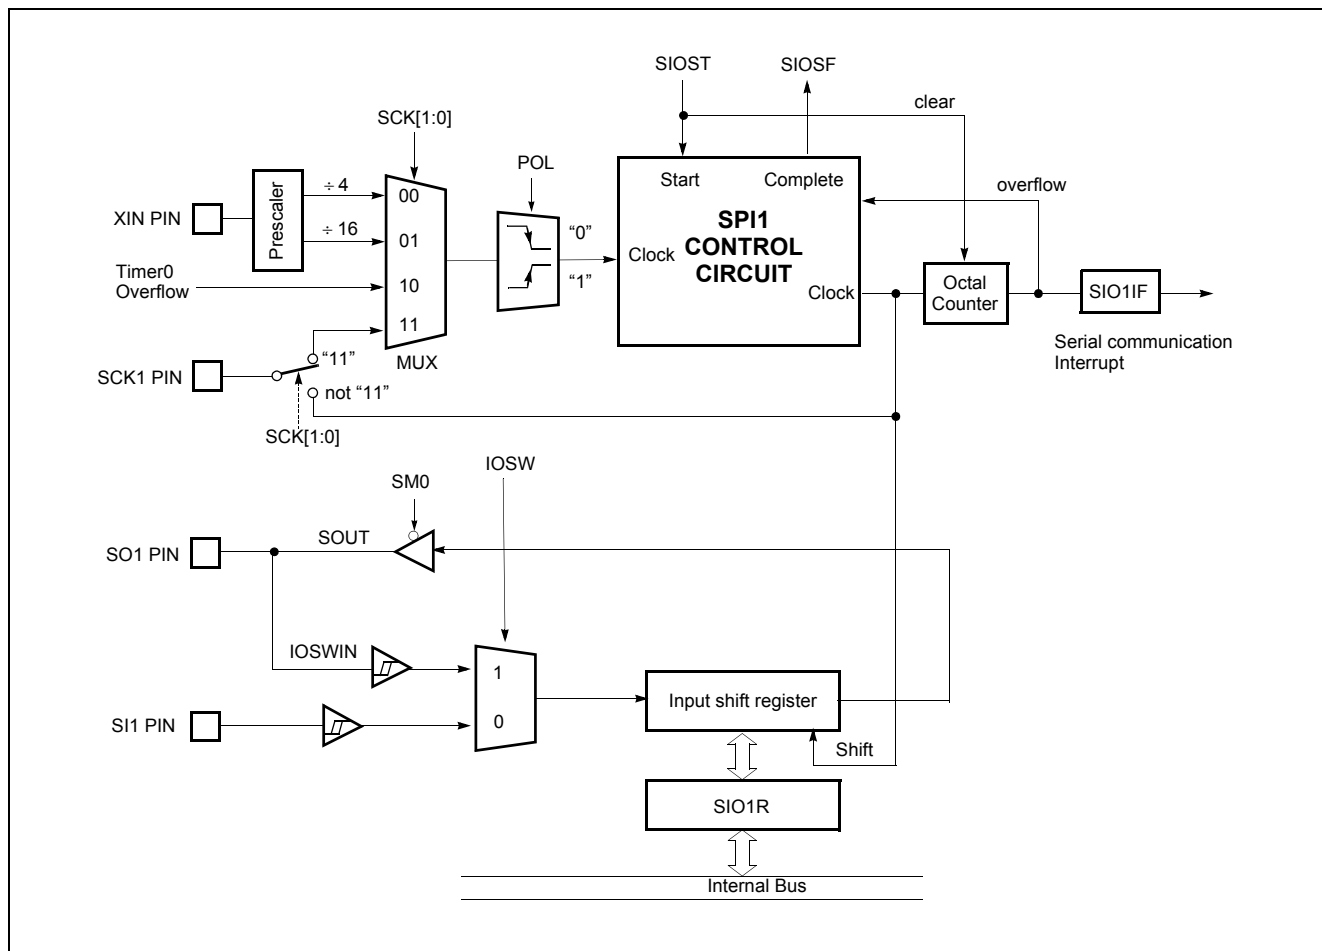 SIOST
SIOSF
clear
SCK[1:0]
POL
Start
Complete
overflow
÷ 4
00
XIN PIN
Prescaler
SPI1
CONTROL
CIRCUIT
÷ 16
01
“0”
Clock
“1”
Timer0
Overflow
10
Clock
Octal
Counter
SIO1IF
11
MUX
Serial communication
Interrupt
“11”
SCK1 PIN
not “11”
SCK[1:0]
IOSW
SM0
SOUT
SO1 PIN
IOSWIN
1
Input shift register
SI1 PIN
0
Shift
SIO1R
Internal Bus